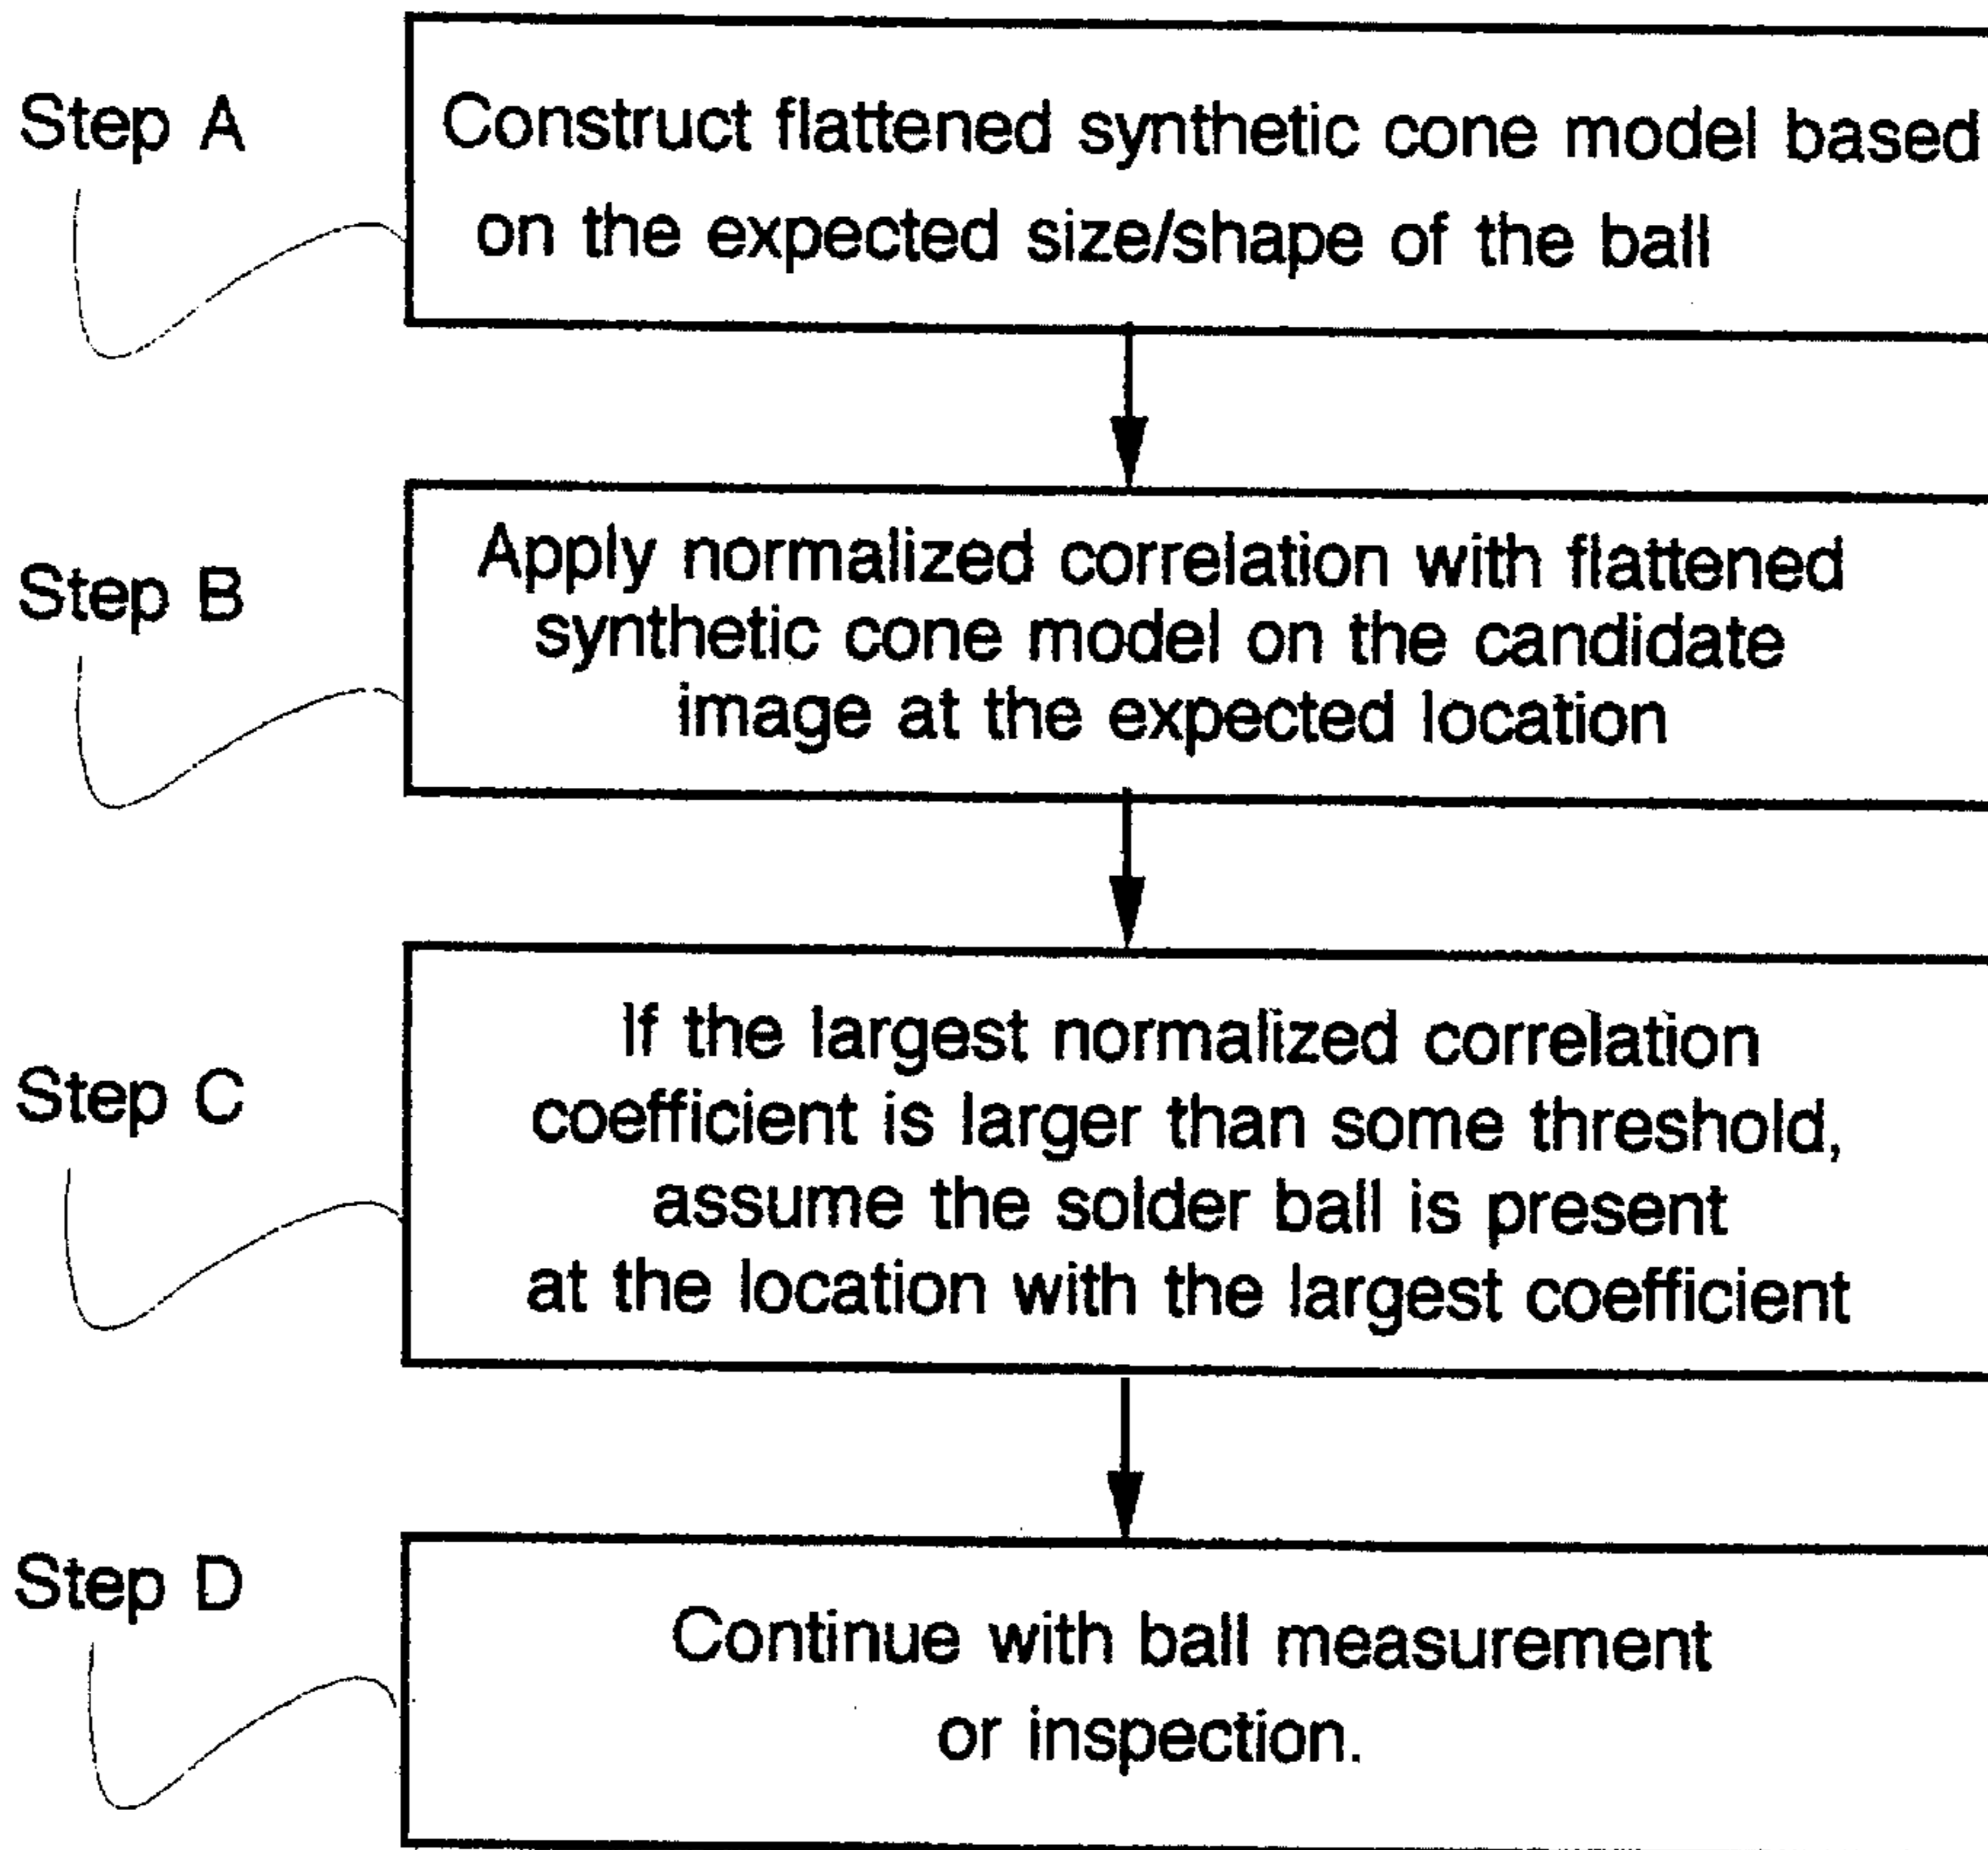 Step A
Construct flattened synthetic cone model based
on the expected size/shape of the ball
Step B
Apply normalized correlation with flattened
synthetic cone model on the candidate
image at the expected location
Step C
If the largest normalized correlation
coefficient is larger than some threshold,
assume the solder ball is present
at the location with the largest coefficient
Step D
Continue with ball measurement
or inspection.